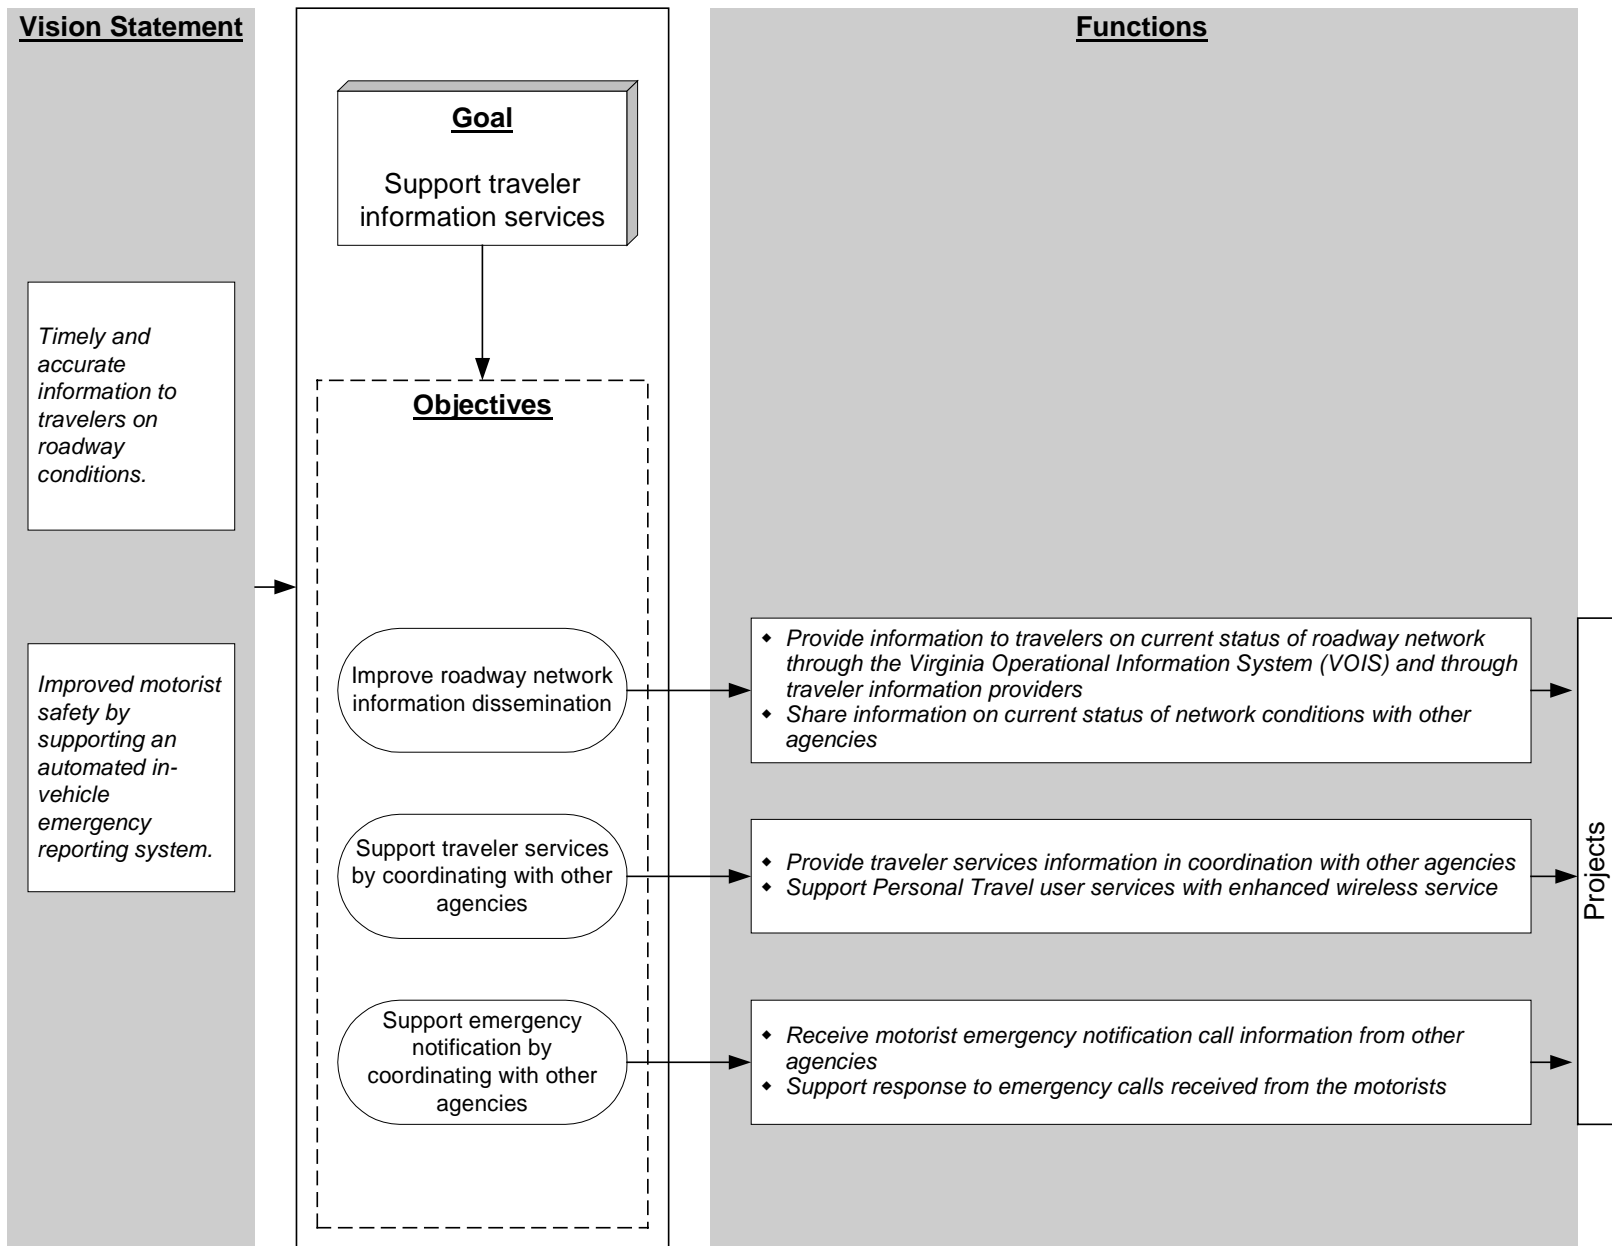 Vision Statement
Timely and
accurate
information to
travelers on
roadway
conditions.
Improved motorist
safety by
supporting an
automated in-
vehicle
emergency
reporting system.
Goal
Support traveler
information services
Objectives
Improve roadway network
information dissemination
Support traveler services
by coordinating with other
agencies
Support emergency
notification by
coordinating with other
agencies
Functions
◆ Provide information to travelers on current status of roadway network
through the Virginia Operational Information System (VOIS) and through
traveler information providers
◆ Share information on current status of network conditions with other
agencies
◆ Provide traveler services information in coordination with other agencies
◆ Support Personal Travel user services with enhanced wireless service
◆ Receive motorist emergency notification call information from other
agencies
◆ Support response to emergency calls received from the motorists
Projects